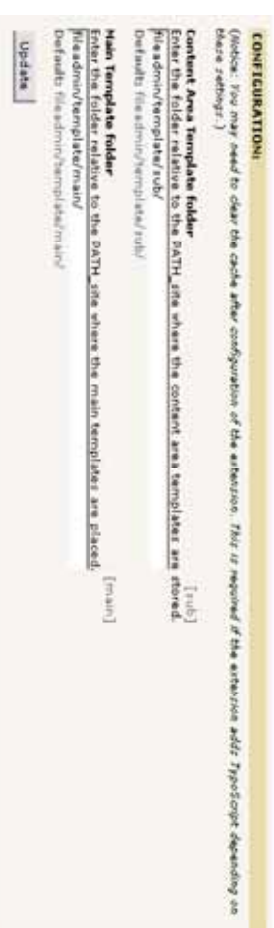 CONFIGURATION:
(Notice: You may need to clear the cache after configuration of the extension. This is required if the extension adds TypoScript depending on
these settings.)
Content Area Template folder [sub]
Enter the folder relative to the PATH_site where the content area templates are stored.
fileadmin/template/sub/
Default: fileadmin/template/sub/
Main Template folder [main]
Enter the folder relative to the PATH_site where the main templates are placed.
fileadmin/template/main/
Default: fileadmin/template/main/
Update